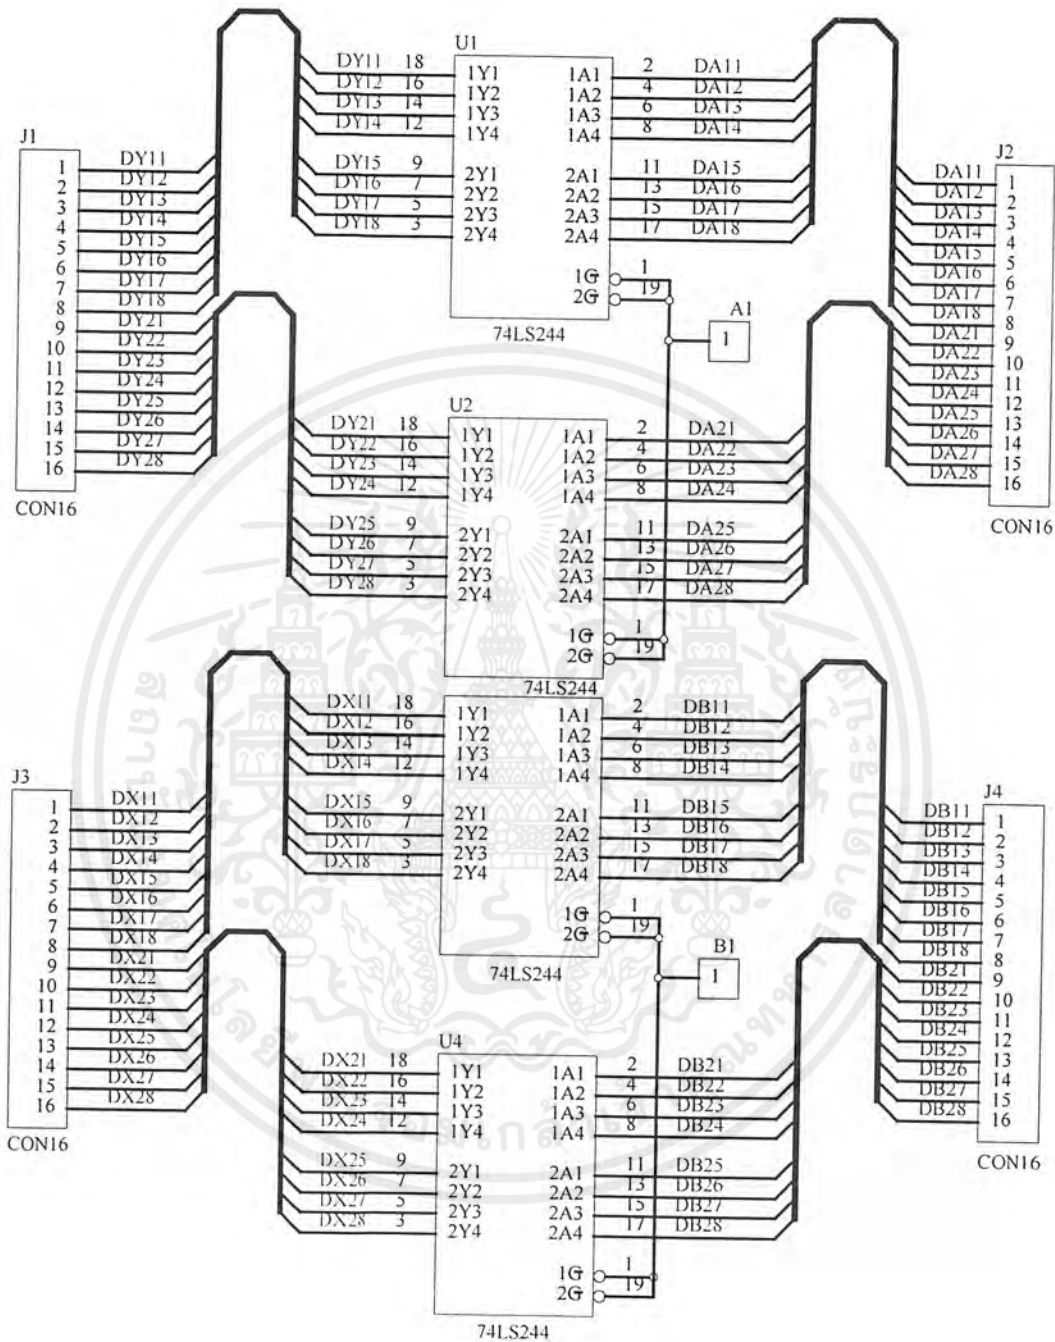 U1
DY11 18 1Y1 1A1 2 DA11
DY12 16 1Y2 1A2 4 DA12
DY13 14 1Y3 1A3 6 DA13
DY14 12 1Y4 1A4 8 DA14
DY15 9 2Y1 2A1 11 DA15
DY16 7 2Y2 2A2 13 DA16
DY17 5 2Y3 2A3 15 DA17
DY18 3 2Y4 2A4 17 DA18
1G 1
2G 19
74LS244
A1
1
J1
1 DY11
2 DY12
3 DY13
4 DY14
5 DY15
6 DY16
7 DY17
8 DY18
9 DY21
10 DY22
11 DY23
12 DY24
13 DY25
14 DY26
15 DY27
16 DY28
CON16
J2
DA11 1
DA12 2
DA13 3
DA14 4
DA15 5
DA16 6
DA17 7
DA18 8
DA21 9
DA22 10
DA23 11
DA24 12
DA25 13
DA26 14
DA27 15
DA28 16
CON16
U2
DY21 18 1Y1 1A1 2 DA21
DY22 16 1Y2 1A2 4 DA22
DY23 14 1Y3 1A3 6 DA23
DY24 12 1Y4 1A4 8 DA24
DY25 9 2Y1 2A1 11 DA25
DY26 7 2Y2 2A2 13 DA26
DY27 5 2Y3 2A3 15 DA27
DY28 3 2Y4 2A4 17 DA28
1G 1
2G 19
74LS244
DX11 18 1Y1 1A1 2 DB11
DX12 16 1Y2 1A2 4 DB12
DX13 14 1Y3 1A3 6 DB13
DX14 12 1Y4 1A4 8 DB14
DX15 9 2Y1 2A1 11 DB15
DX16 7 2Y2 2A2 13 DB16
DX17 5 2Y3 2A3 15 DB17
DX18 3 2Y4 2A4 17 DB18
1G 1
2G 19
74LS244
B1
1
J3
1 DX11
2 DX12
3 DX13
4 DX14
5 DX15
6 DX16
7 DX17
8 DX18
9 DX21
10 DX22
11 DX23
12 DX24
13 DX25
14 DX26
15 DX27
16 DX28
CON16
J4
DB11 1
DB12 2
DB13 3
DB14 4
DB15 5
DB16 6
DB17 7
DB18 8
DB21 9
DB22 10
DB23 11
DB24 12
DB25 13
DB26 14
DB27 15
DB28 16
CON16
U4
DX21 18 1Y1 1A1 2 DB21
DX22 16 1Y2 1A2 4 DB22
DX23 14 1Y3 1A3 6 DB23
DX24 12 1Y4 1A4 8 DB24
DX25 9 2Y1 2A1 11 DB25
DX26 7 2Y2 2A2 13 DB26
DX27 5 2Y3 2A3 15 DB27
DX28 3 2Y4 2A4 17 DB28
1G 1
2G 19
74LS244